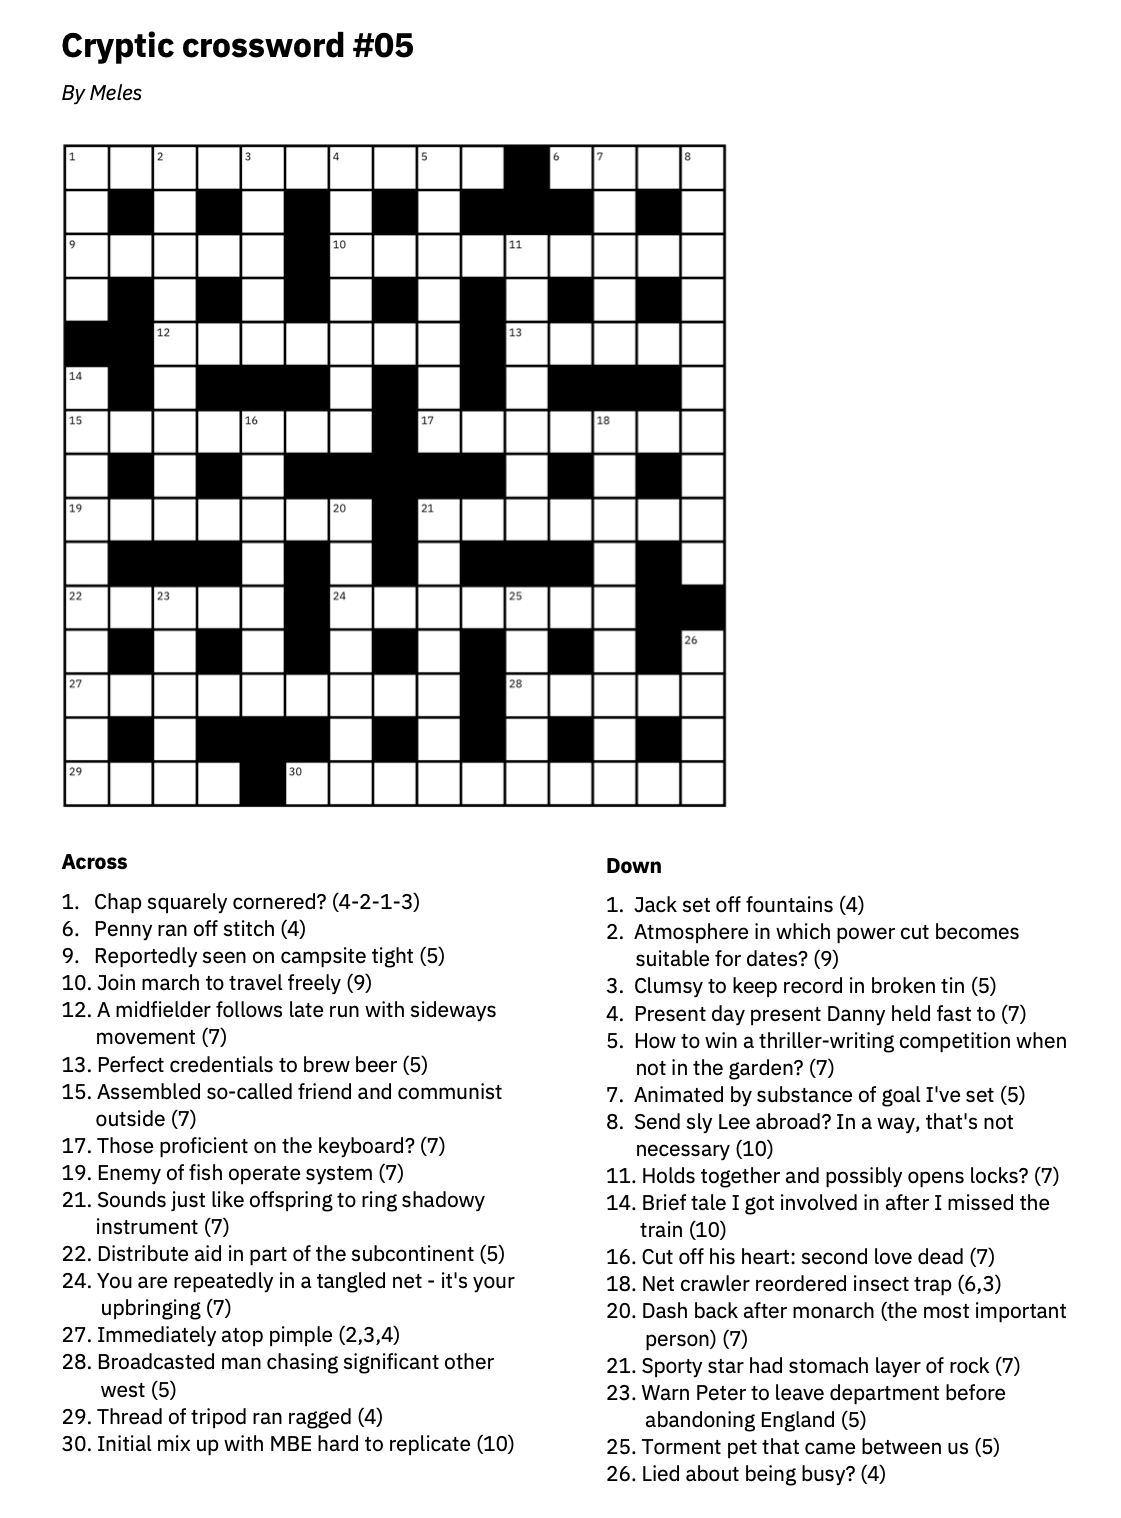 Cryptic crossword #05
By Meles
1 2 3 4 5 6 7 8
9 10 11
12 13
14
15 16 17 18
19 20 21
22 23 24 25
26
27 28
29 30
Across
1. Chap squarely cornered? (4-2-1-3)
6. Penny ran off stitch (4)
9. Reportedly seen on campsite tight (5)
10. Join march to travel freely (9)
12. A midfielder follows late run with sideways
movement (7)
13. Perfect credentials to brew beer (5)
15. Assembled so-called friend and communist
outside (7)
17. Those proficient on the keyboard? (7)
19. Enemy of fish operate system (7)
21. Sounds just like offspring to ring shadowy
instrument (7)
22. Distribute aid in part of the subcontinent (5)
24. You are repeatedly in a tangled net - it's your
upbringing (7)
27. Immediately atop pimple (2,3,4)
28. Broadcasted man chasing significant other
west (5)
29. Thread of tripod ran ragged (4)
30. Initial mix up with MBE hard to replicate (10)
Down
1. Jack set off fountains (4)
2. Atmosphere in which power cut becomes
suitable for dates? (9)
3. Clumsy to keep record in broken tin (5)
4. Present day present Danny held fast to (7)
5. How to win a thriller-writing competition when
not in the garden? (7)
7. Animated by substance of goal I've set (5)
8. Send sly Lee abroad? In a way, that's not
necessary (10)
11. Holds together and possibly opens locks? (7)
14. Brief tale I got involved in after I missed the
train (10)
16. Cut off his heart: second love dead (7)
18. Net crawler reordered insect trap (6,3)
20. Dash back after monarch (the most important
person) (7)
21. Sporty star had stomach layer of rock (7)
23. Warn Peter to leave department before
abandoning England (5)
25. Torment pet that came between us (5)
26. Lied about being busy? (4)